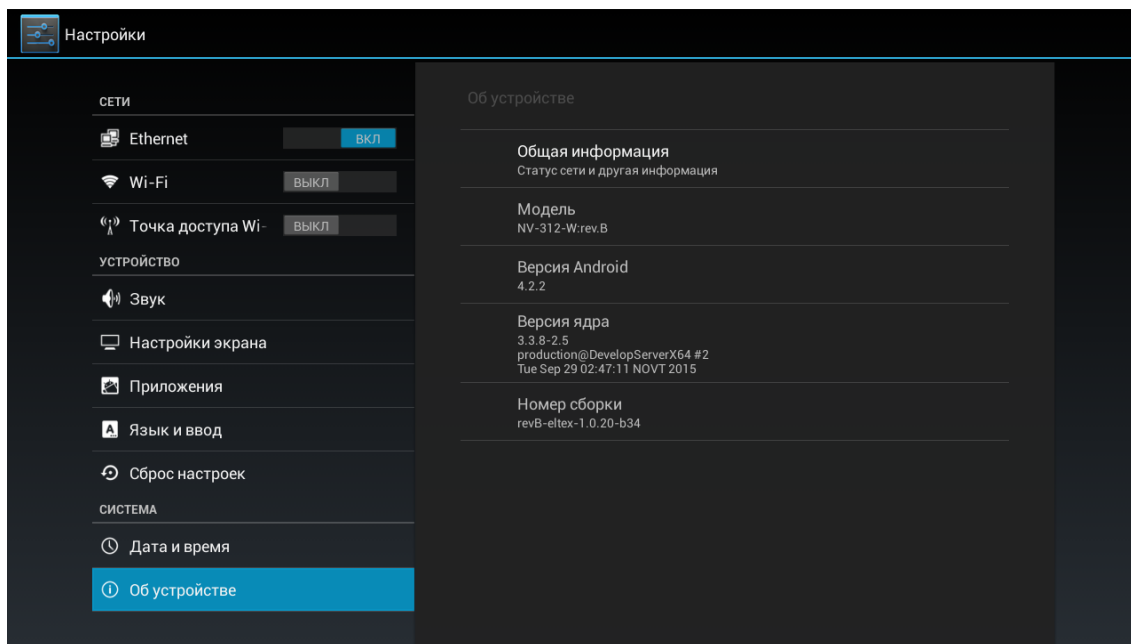 Настройки
СЕТИ
Ethernet ВКЛ
Wi-Fi ВЫКЛ
Точка доступа Wi- ВЫКЛ
УСТРОЙСТВО
Звук
Настройки экрана
Приложения
Язык и ввод
Сброс настроек
СИСТЕМА
Дата и время
Об устройстве
Об устройстве
Общая информация
Статус сети и другая информация
Модель
NV-312-W:rev.B
Версия Android
4.2.2
Версия ядра
3.3.8-2.5
production@DevelopServerX64 #2
Tue Sep 29 02:47:11 NOVT 2015
Номер сборки
revB-eltex-1.0.20-b34